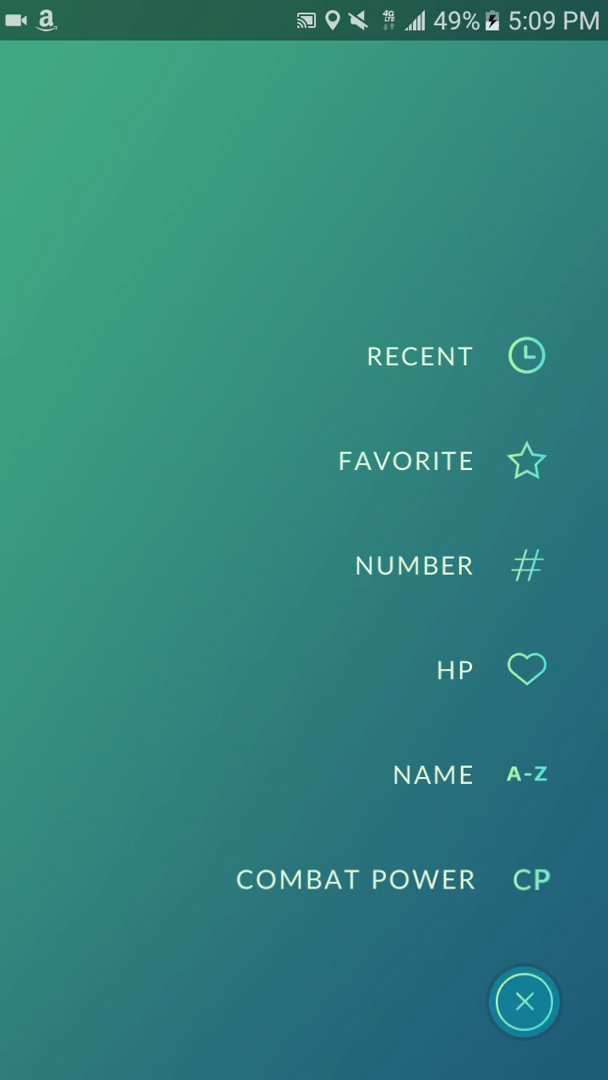 49% 5:09 PM
RECENT
FAVORITE
NUMBER #
HP
NAME A-Z
COMBAT POWER CP